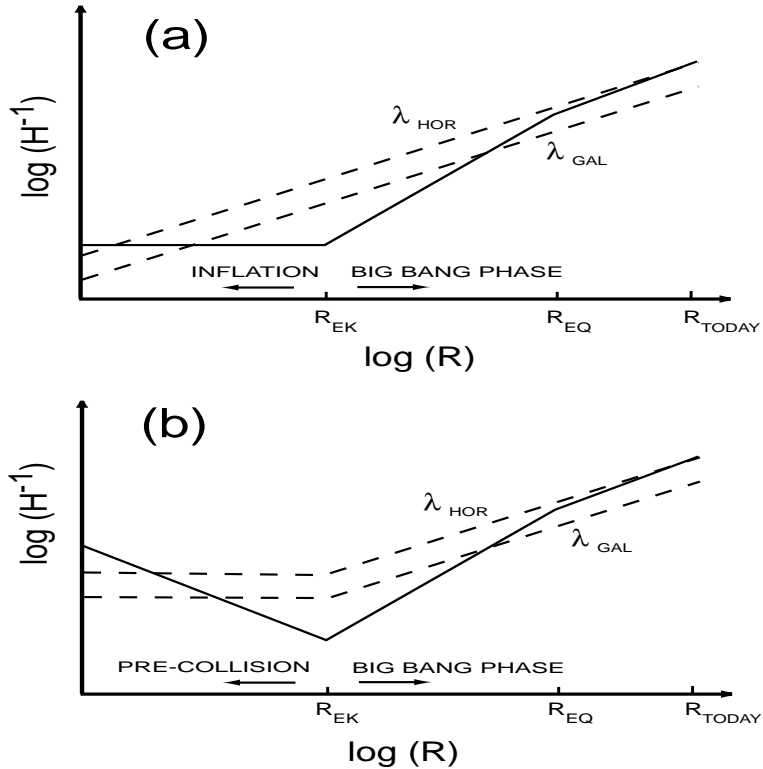 (a)
log (H⁻¹)
λ HOR
λ GAL
INFLATION
BIG BANG PHASE
R_EK
R_EQ
R_TODAY
log (R)
(b)
log (H⁻¹)
λ HOR
λ GAL
PRE-COLLISION
BIG BANG PHASE
R_EK
R_EQ
R_TODAY
log (R)